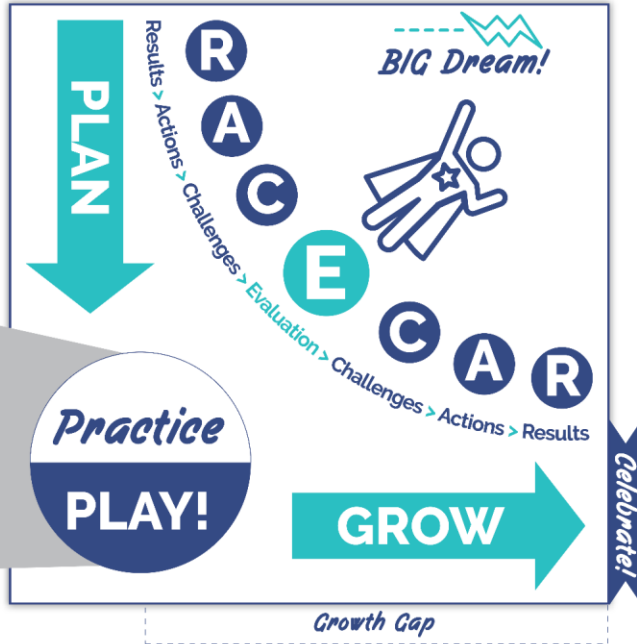 BIG Dream!
PLAN
R
A
C
E
C
A
R
Results > Actions > Challenges > Evaluation > Challenges > Actions > Results
Practice
PLAY!
GROW
Celebrate!
Growth Gap